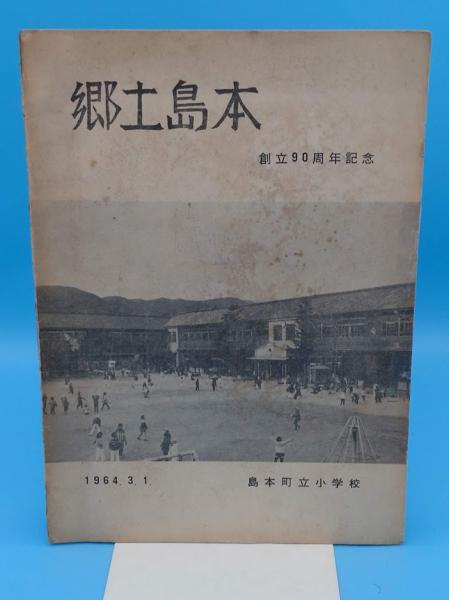 郷土島本
創立90周年記念
1964.3.1.
島本町立小学校